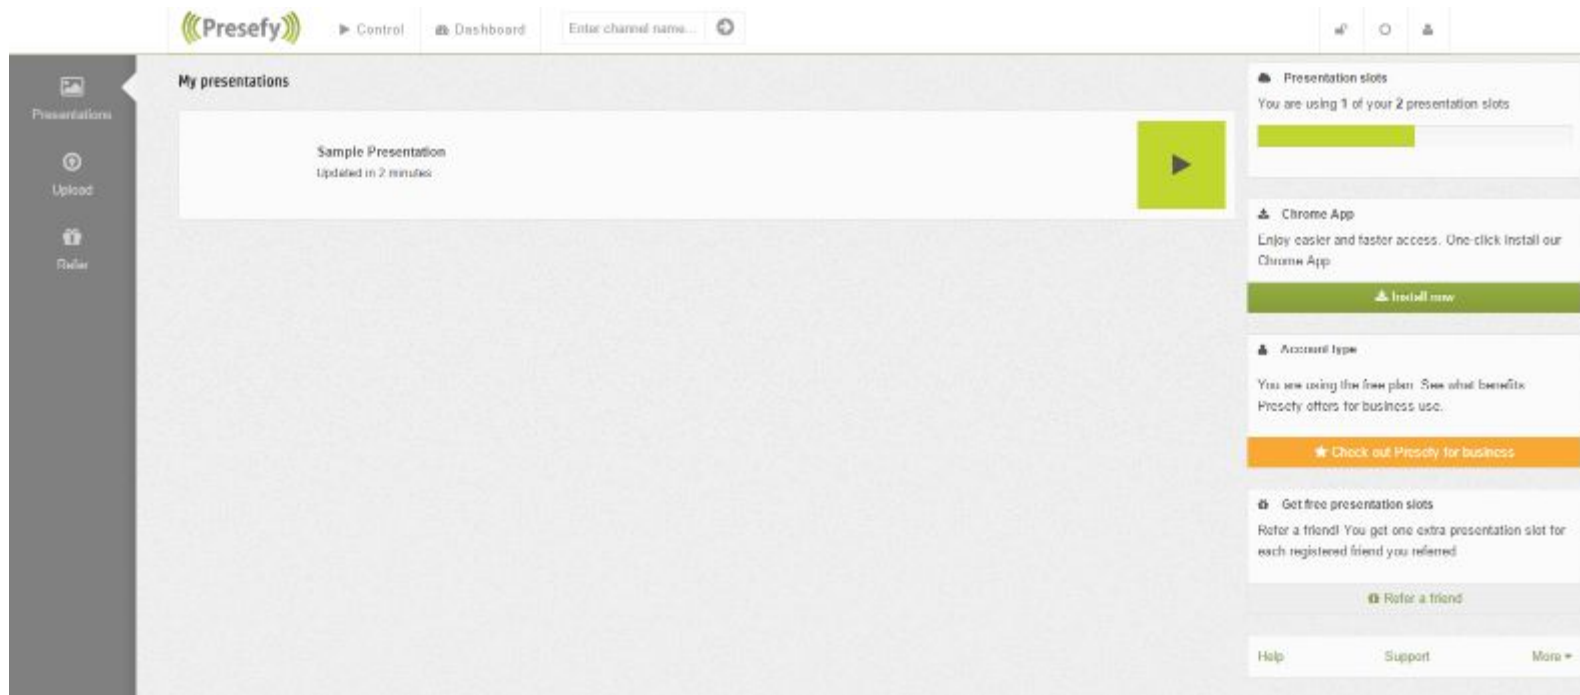 Presefy
Control
Dashboard
Enter channel name...
Presentations
Upload
Refer
My presentations
Sample Presentation
Updated in 2 minutes
Presentation slots
You are using 1 of your 2 presentation slots
Chrome App
Enjoy easier and faster access. One-click install our
Chrome App
Install now
Account type
You are using the free plan. See what benefits
Presefy offers for business use.
Check out Presefy for business
Get free presentation slots
Refer a friend! You get one extra presentation slot for
each registered friend you referred
Refer a friend
Help
Support
More